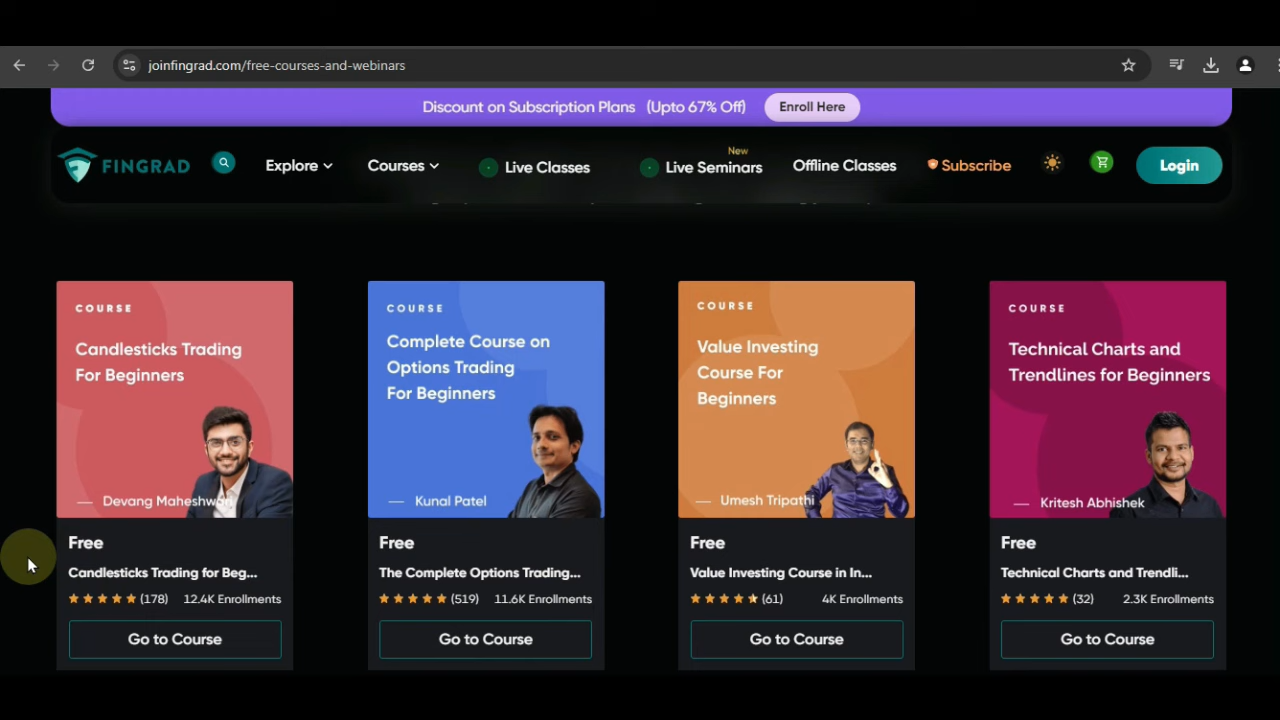 joinfingrad.com/free-courses-and-webinars
Discount on Subscription Plans (Upto 67% Off) Enroll Here
FINGRAD Explore Courses Live Classes New Live Seminars Offline Classes Subscribe Login
COURSE
Candlesticks Trading
For Beginners
— Devang Maheshwari
Free
Candlesticks Trading for Beg...
(178) 12.4K Enrollments
Go to Course
COURSE
Complete Course on
Options Trading
For Beginners
— Kunal Patel
Free
The Complete Options Trading...
(519) 11.6K Enrollments
Go to Course
COURSE
Value Investing
Course For
Beginners
— Umesh Tripathi
Free
Value Investing Course in In...
(61) 4K Enrollments
Go to Course
COURSE
Technical Charts and
Trendlines for Beginners
— Kritesh Abhishek
Free
Technical Charts and Trendli...
(32) 2.3K Enrollments
Go to Course